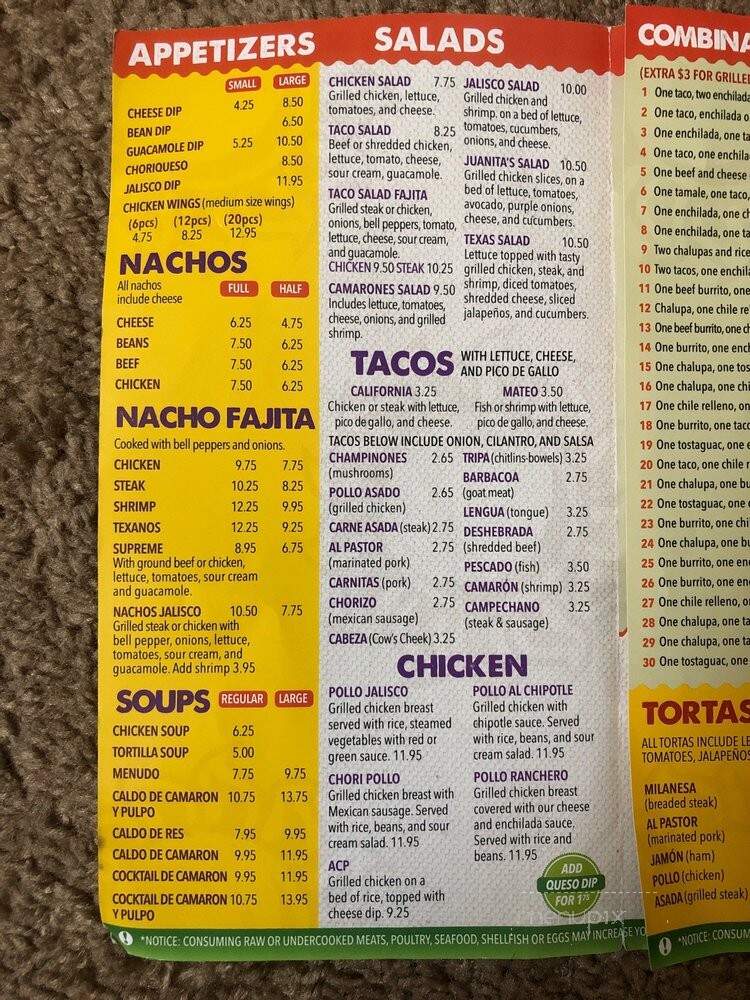 APPETIZERS
SMALL LARGE
CHEESE DIP 4.25 8.50
BEAN DIP 6.50
GUACAMOLE DIP 5.25 10.50
CHORIQUESO 8.50
JALISCO DIP 11.95
CHICKEN WINGS (medium size wings)
(6pcs) (12pcs) (20pcs)
4.75 8.25 12.95
NACHOS
All nachos
include cheese
FULL HALF
CHEESE 6.25 4.75
BEANS 7.50 6.25
BEEF 7.50 6.25
CHICKEN 7.50 6.25
NACHO FAJITA
Cooked with bell peppers and onions.
CHICKEN 9.75 7.75
STEAK 10.25 8.25
SHRIMP 12.25 9.95
TEXANOS 12.25 9.25
SUPREME 8.95 6.75
With ground beef or chicken,
lettuce, tomatoes, sour cream
and guacamole.
NACHOS JALISCO 10.50 7.75
Grilled steak or chicken with
bell pepper, onions, lettuce,
tomatoes, sour cream, and
guacamole. Add shrimp 3.95
SOUPS REGULAR LARGE
CHICKEN SOUP 6.25
TORTILLA SOUP 5.00
MENUDO 7.75 9.75
CALDO DE CAMARON 10.75 13.75
Y PULPO
CALDO DE RES 7.95 9.95
CALDO DE CAMARON 9.95 11.95
COCKTAIL DE CAMARON 9.95 11.95
COCKTAIL DE CAMARON 10.75 13.95
Y PULPO
SALADS
CHICKEN SALAD 7.75
Grilled chicken, lettuce,
tomatoes, and cheese.
TACO SALAD 8.25
Beef or shredded chicken,
lettuce, tomato, cheese,
sour cream, guacamole.
TACO SALAD FAJITA
Grilled steak or chicken,
onions, bell peppers, tomato,
lettuce, cheese, sour cream,
and guacamole.
CHICKEN 9.50 STEAK 10.25
CAMARONES SALAD 9.50
Includes lettuce, tomatoes,
cheese, onions, and grilled
shrimp.
JALISCO SALAD 10.00
Grilled chicken and
shrimp. on a bed of lettuce,
tomatoes, cucumbers,
onions, and cheese.
JUANITA'S SALAD 10.50
Grilled chicken slices, on a
bed of lettuce, tomatoes,
avocado, purple onions,
cheese, and cucumbers.
TEXAS SALAD 10.50
Lettuce topped with tasty
grilled chicken, steak, and
shrimp, diced tomatoes,
shredded cheese, sliced
jalapeños, and cucumbers.
TACOS WITH LETTUCE, CHEESE,
AND PICO DE GALLO
CALIFORNIA 3.25
Chicken or steak with lettuce,
pico de gallo, and cheese.
MATEO 3.50
Fish or shrimp with lettuce,
pico de gallo, and cheese.
TACOS BELOW INCLUDE ONION, CILANTRO, AND SALSA
CHAMPINONES 2.65
(mushrooms)
POLLO ASADO 2.65
(grilled chicken)
CARNE ASADA (steak) 2.75
AL PASTOR 2.75
(marinated pork)
CARNITAS (pork) 2.75
CHORIZO 2.75
(mexican sausage)
CABEZA (Cow's Cheek) 3.25
TRIPA (chitlins-bowels) 3.25
BARBACOA 2.75
(goat meat)
LENGUA (tongue) 3.25
DESHEBRADA 2.75
(shredded beef)
PESCADO (fish) 3.50
CAMARÓN (shrimp) 3.25
CAMPECHANO 3.25
(steak & sausage)
CHICKEN
POLLO JALISCO
Grilled chicken breast
served with rice, steamed
vegetables with red or
green sauce. 11.95
CHORI POLLO
Grilled chicken breast with
Mexican sausage. Served
with rice, beans, and sour
cream salad. 11.95
ACP
Grilled chicken on a
bed of rice, topped with
cheese dip. 9.25
POLLO AL CHIPOTLE
Grilled chicken with
chipotle sauce. Served
with rice, beans, and sour
cream salad. 11.95
POLLO RANCHERO
Grilled chicken breast
covered with our cheese
and enchilada sauce.
Served with rice and
beans. 11.95
ADD
QUESO DIP
FOR 1.75
menupix
*NOTICE: CONSUMING RAW OR UNDERCOOKED MEATS, POULTRY, SEAFOOD, SHELLFISH OR EGGS MAY INCREASE YO
COMBINA
(EXTRA $3 FOR GRILLE
1 One taco, two enchilada
2 One taco, enchilada o
3 One enchilada, one ta
4 One taco, one enchila
5 One beef and cheese
6 One tamale, one taco,
7 One enchilada, one ch
8 One enchilada, one ta
9 Two chalupas and rice
10 Two tacos, one enchila
11 One beef burrito, one
12 Chalupa, one chile re
13 One beef burrito, one ch
14 One burrito, one ench
15 One chalupa, one tos
16 One chalupa, one chi
17 One chile relleno, on
18 One burrito, one taco
19 One tostaguac, one e
20 One taco, one chile r
21 One chalupa, one bu
22 One tostaguac, one
23 One burrito, one chi
24 One chalupa, one bu
25 One burrito, one en
26 One burrito, one en
27 One chile relleno, o
28 One chalupa, one ta
29 One chalupa, one ta
30 One tostaguac, one
TORTAS
ALL TORTAS INCLUDE LE
TOMATOES, JALAPEÑOS
MILANESA
(breaded steak)
AL PASTOR
(marinated pork)
JAMÓN (ham)
POLLO (chicken)
ASADA (grilled steak)
*NOTICE: CONSUM